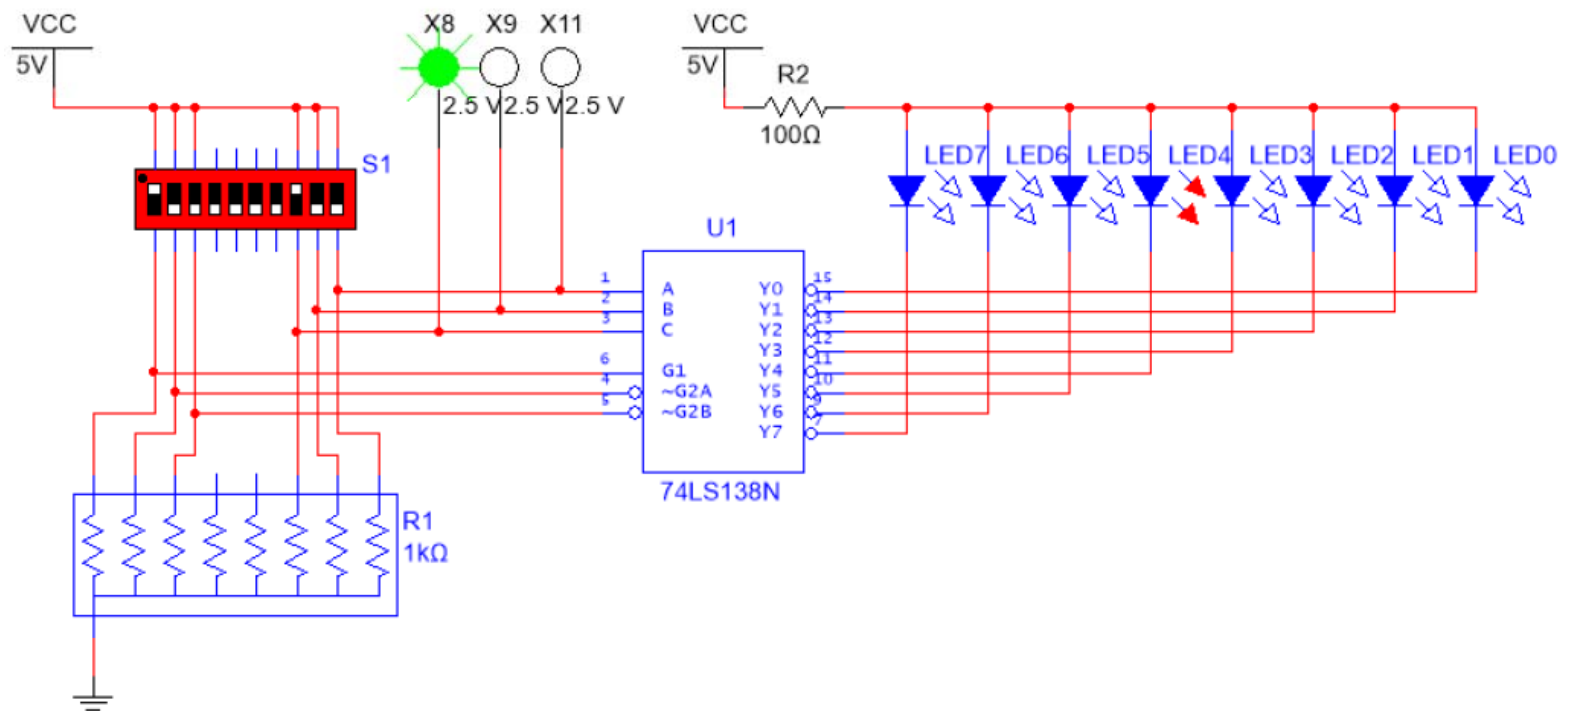 VCC
5V
X8 X9 X11
2.5 V 2.5 V 2.5 V
VCC
5V
R2
100Ω
S1
LED7 LED6 LED5 LED4 LED3 LED2 LED1 LED0
U1
1 A Y0 15
2 B Y1 14
3 C Y2 13
Y3 12
6 G1 Y4 11
4 ~G2A Y5 10
5 ~G2B Y6 9
Y7 7
74LS138N
R1
1kΩ